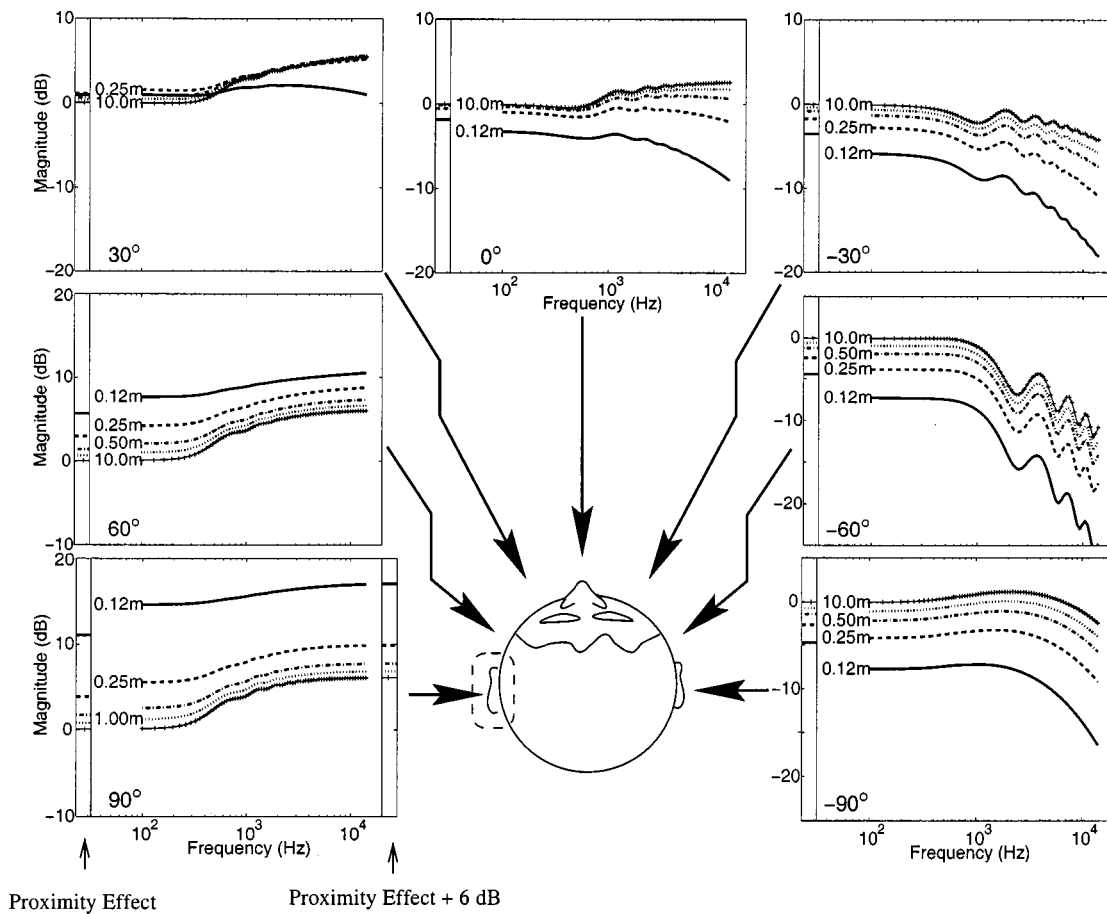 10
0
−10
−20
Magnitude (dB)
0.25m
10.0m
30°
10
0
−10
−20
10.0m
0.12m
0°
10²
10³
10⁴
Frequency (Hz)
10
0
−10
−20
10.0m
0.25m
0.12m
−30°
20
10
0
−10
Magnitude (dB)
0.12m
0.25m
0.50m
10.0m
60°
0
−10
−20
10.0m
0.50m
0.25m
0.12m
−60°
20
10
0
−10
Magnitude (dB)
0.12m
0.25m
1.00m
90°
10²
10³
10⁴
Frequency (Hz)
0
−10
−20
10.0m
0.50m
0.25m
0.12m
−90°
10²
10³
10⁴
Frequency (Hz)
Proximity Effect
Proximity Effect + 6 dB